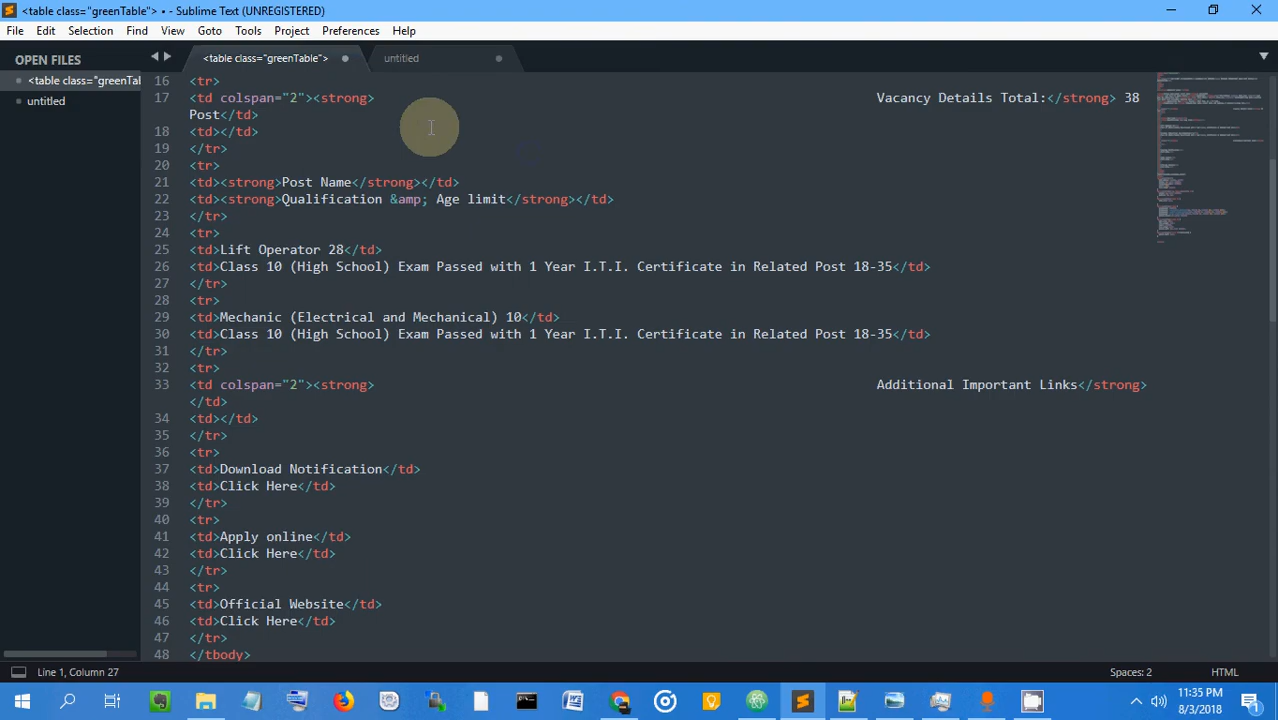 <table class="greenTable"> • - Sublime Text (UNREGISTERED)
File Edit Selection Find View Goto Tools Project Preferences Help
OPEN FILES
<table class="greenTabl
untitled
<table class="greenTable">
untitled
16 <tr>
17 <td colspan="2"><strong> Vacancy Details Total:</strong> 38
Post</td>
18 <td></td>
19 </tr>
20 <tr>
21 <td><strong>Post Name</strong></td>
22 <td><strong>Qualification &amp; Age limit</strong></td>
23 </tr>
24 <tr>
25 <td>Lift Operator 28</td>
26 <td>Class 10 (High School) Exam Passed with 1 Year I.T.I. Certificate in Related Post 18-35</td>
27 </tr>
28 <tr>
29 <td>Mechanic (Electrical and Mechanical) 10</td>
30 <td>Class 10 (High School) Exam Passed with 1 Year I.T.I. Certificate in Related Post 18-35</td>
31 </tr>
32 <tr>
33 <td colspan="2"><strong> Additional Important Links</strong>
</td>
34 <td></td>
35 </tr>
36 <tr>
37 <td>Download Notification</td>
38 <td>Click Here</td>
39 </tr>
40 <tr>
41 <td>Apply online</td>
42 <td>Click Here</td>
43 </tr>
44 <tr>
45 <td>Official Website</td>
46 <td>Click Here</td>
47 </tr>
48 </tbody>
Line 1, Column 27 Spaces: 2 HTML
11:35 PM
8/3/2018